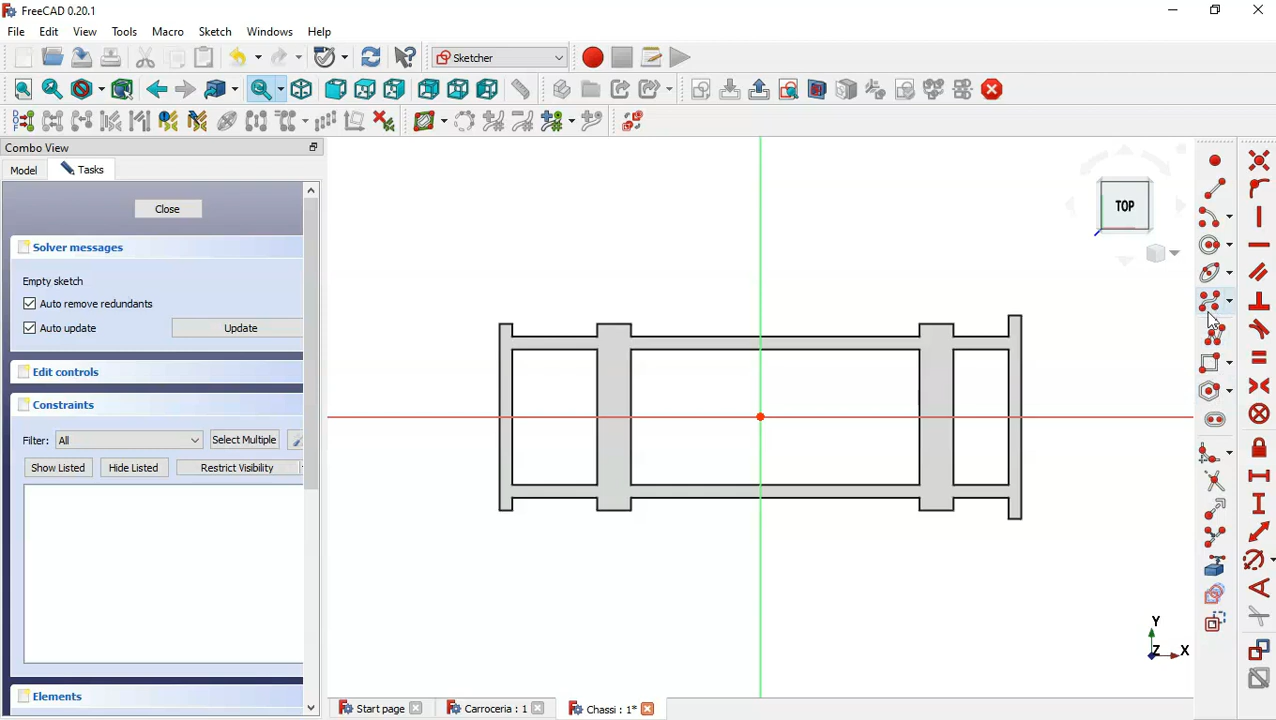 FreeCAD 0.20.1
File Edit View Tools Macro Sketch Windows Help
Sketcher
Combo View
Model Tasks
Close
Solver messages
Empty sketch
Auto remove redundants
Auto update Update
Edit controls
Constraints
Filter: All Select Multiple
Show Listed Hide Listed Restrict Visibility
Elements
TOP
Y
Z X
Start page Carroceria : 1 Chassi : 1*